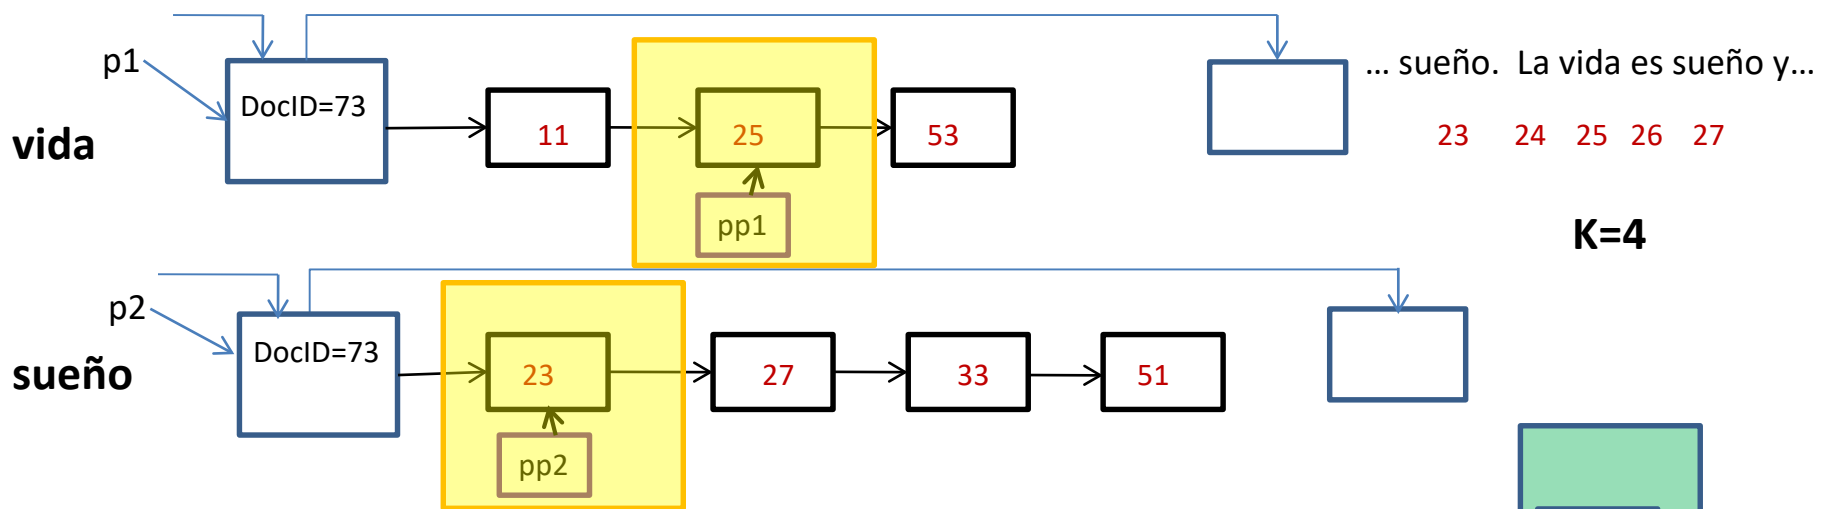 p1
DocID=73
… sueño. La vida es sueño y…
vida
11
25
53
23 24 25 26 27
pp1
K=4
p2
DocID=73
sueño
23
27
33
51
pp2